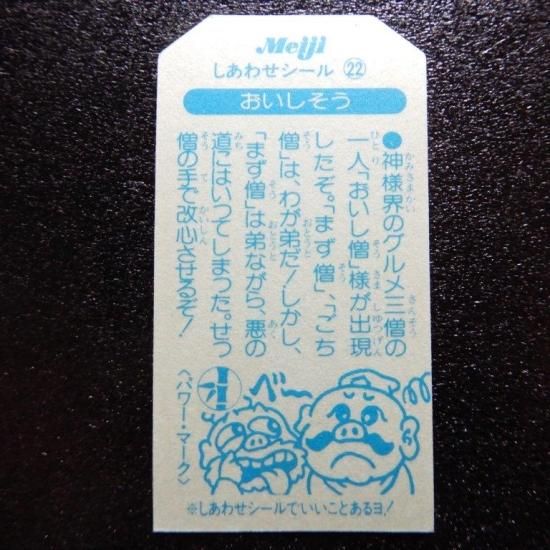 Meiji
しあわせシール 22
おいしそう
●神様界のグルメ三僧の
一人、「おいし僧」様が出現
したぞ。「まず僧」、「ごち
僧」は、わが弟だ!しかし、
「まず僧」は弟ながら、悪の
道にはいってしまった。せっ
僧の手で改心させるぞ!
〈パワー・マーク〉
べ〜
※しあわせシールでいいことあるヨ!